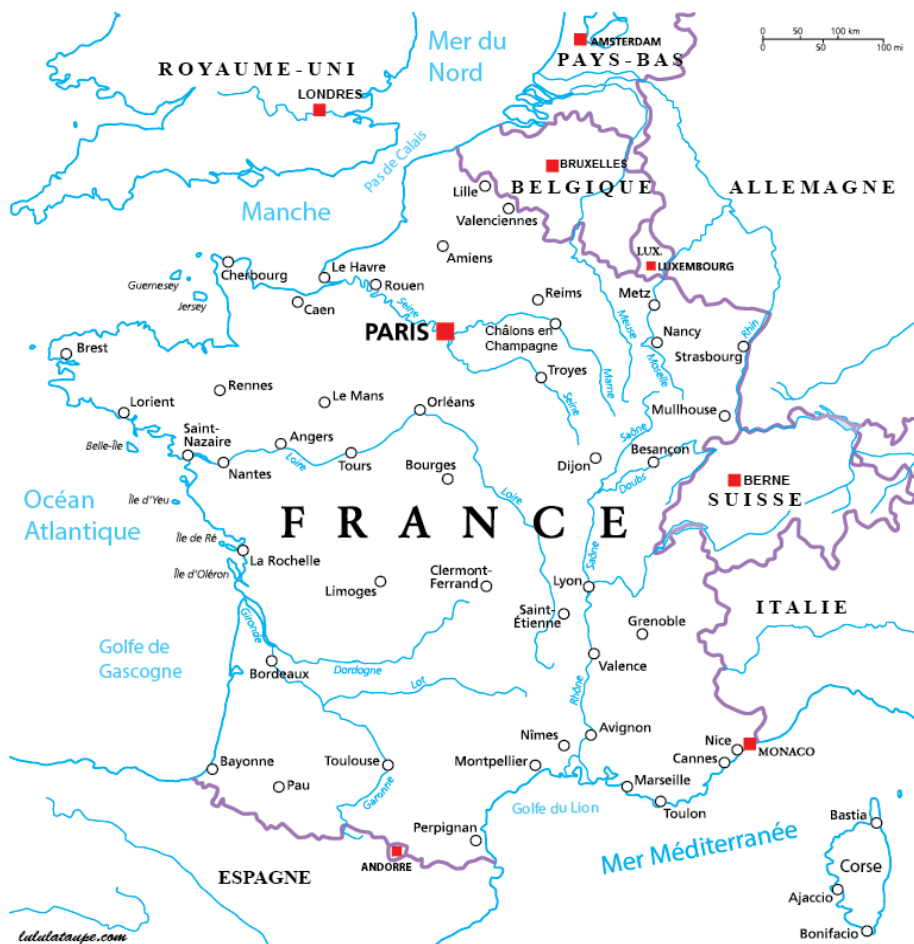 Mer du
Nord
AMSTERDAM
PAYS-BAS
0 50 100 km
0 50 100 mi
ROYAUME-UNI
LONDRES
Pas de Calais
BRUXELLES
BELGIQUE
ALLEMAGNE
Lille
Valenciennes
Manche
Amiens
LUX.
LUXEMBOURG
Cherbourg
Le Havre
Rouen
Guernesey
Jersey
Caen
Seine
Reims
Metz
Meuse
PARIS
Châlons en
Champagne
Nancy
Rhin
Strasbourg
Brest
Troyes
Marne
Moselle
Rennes
Le Mans
Orléans
Seine
Lorient
Mullhouse
Saint-
Nazaire
Angers
Saône
Belle-Île
Nantes
Loire
Tours
Bourges
Dijon
Besançon
Doubs
BERNE
SUISSE
Océan
Atlantique
Île d'Yeu
Loire
FRANCE
Île de Ré
La Rochelle
Saône
Île d'Oléron
Limoges
Clermont-
Ferrand
Lyon
ITALIE
Gironde
Saint-
Étienne
Grenoble
Golfe de
Gascogne
Bordeaux
Dordogne
Valence
Lot
Rhône
Nîmes
Avignon
Nice
MONACO
Bayonne
Toulouse
Montpellier
Cannes
Pau
Garonne
Marseille
Golfe du Lion
Toulon
Perpignan
Mer Méditerranée
Bastia
ANDORRE
Corse
ESPAGNE
Ajaccio
Bonifacio
lululataupe.com